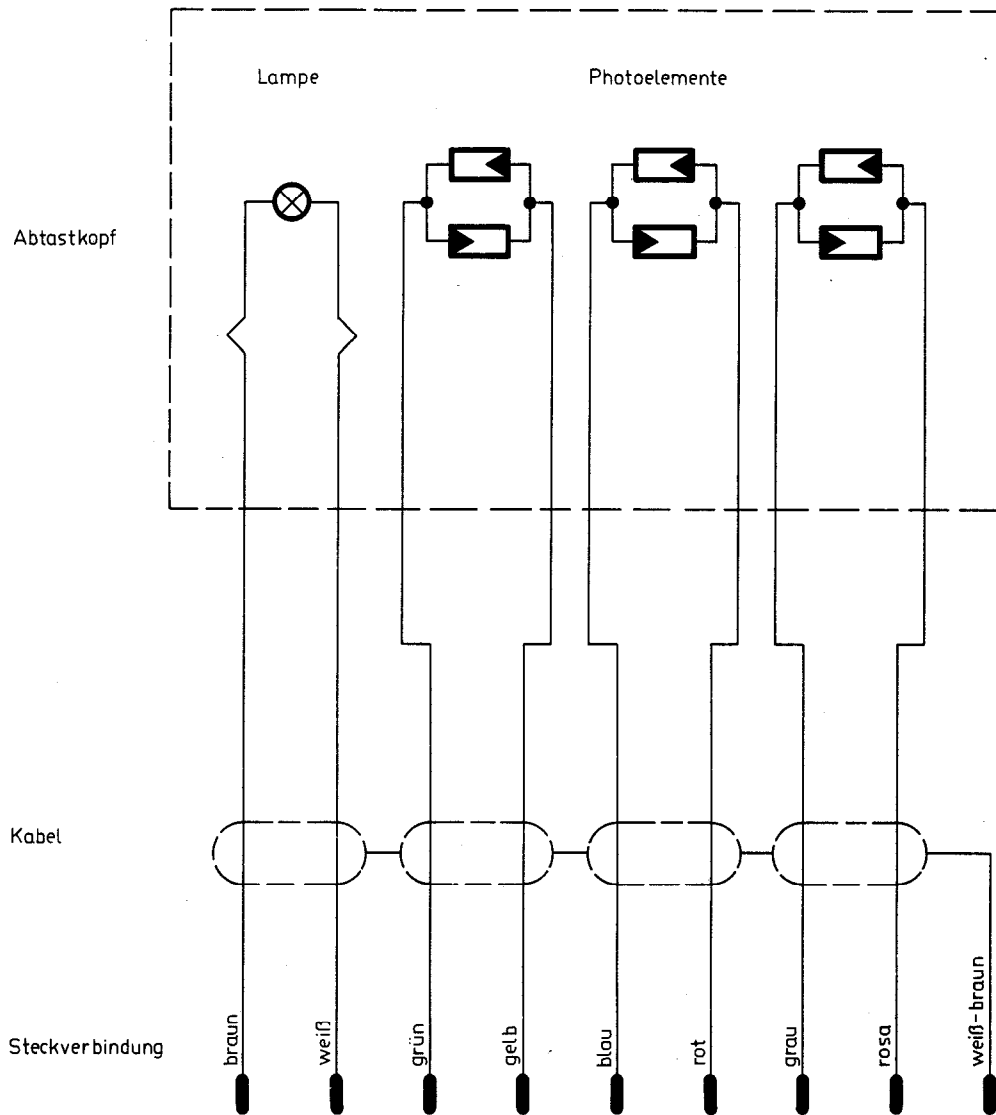 Lampe
Photoelemente
Abtastkopf
Kabel
Steckverbindung
braun
weiß
grün
gelb
blau
rot
grau
rosa
weiß-braun